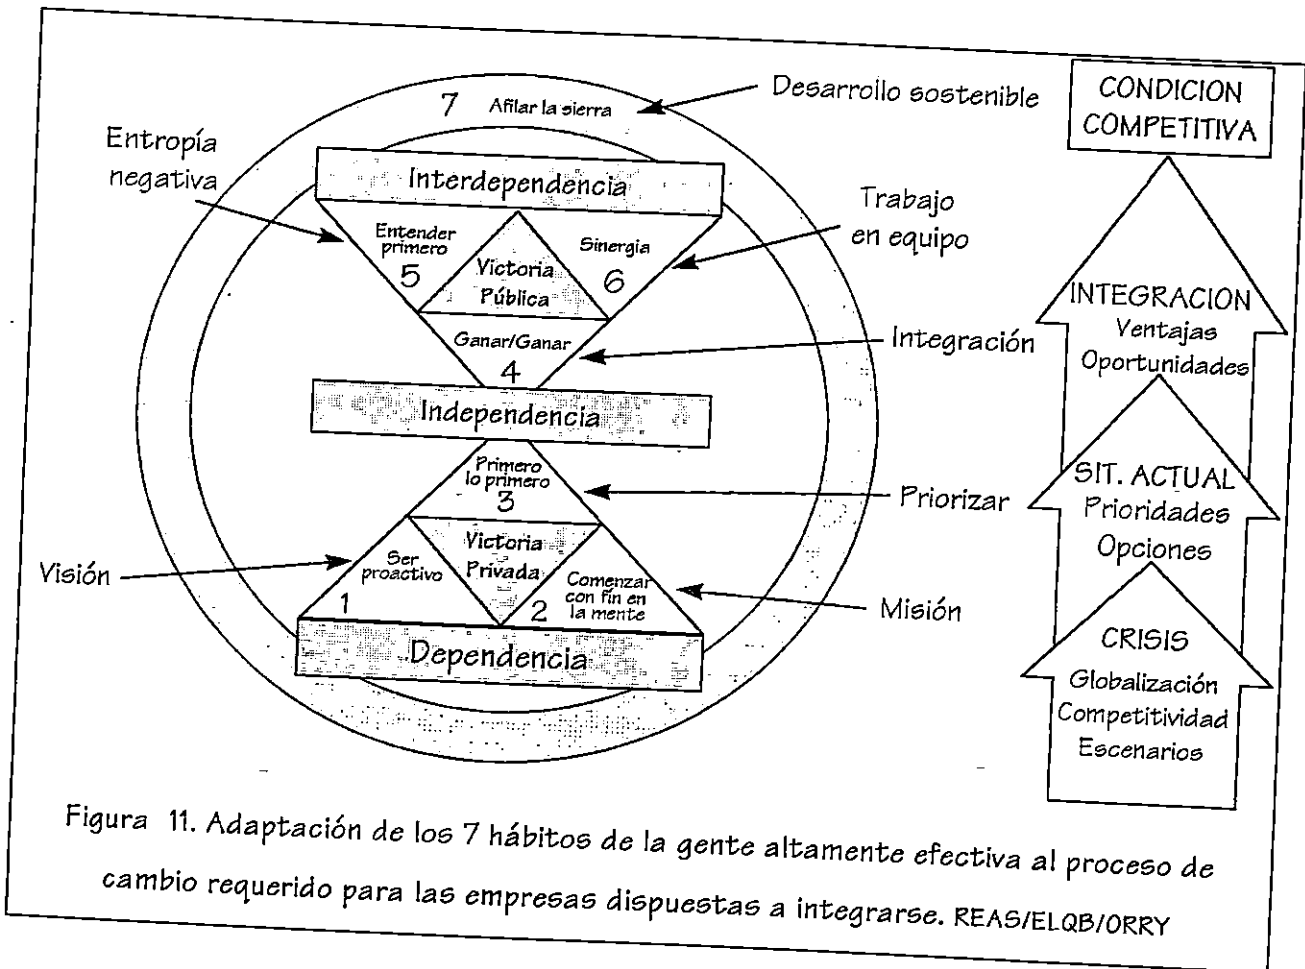 7 Afilar la sierra
Desarrollo sostenible
Entropía
negativa
Interdependencia
Entender
primero
5
Victoria
Pública
Sinergia
6
Trabajo
en equipo
Ganar/Ganar
4
Integración
Independencia
Primero
lo primero
3
Priorizar
Victoria
Privada
Visión
Ser
proactivo
1
Comenzar
con fin en
la mente
2
Misión
Dependencia
CONDICION
COMPETITIVA
INTEGRACION
Ventajas
Oportunidades
SIT. ACTUAL
Prioridades
Opciones
CRISIS
Globalización
Competitividad
Escenarios
Figura 11. Adaptación de los 7 hábitos de la gente altamente efectiva al proceso de
cambio requerido para las empresas dispuestas a integrarse. REAS/ELQB/ORRY